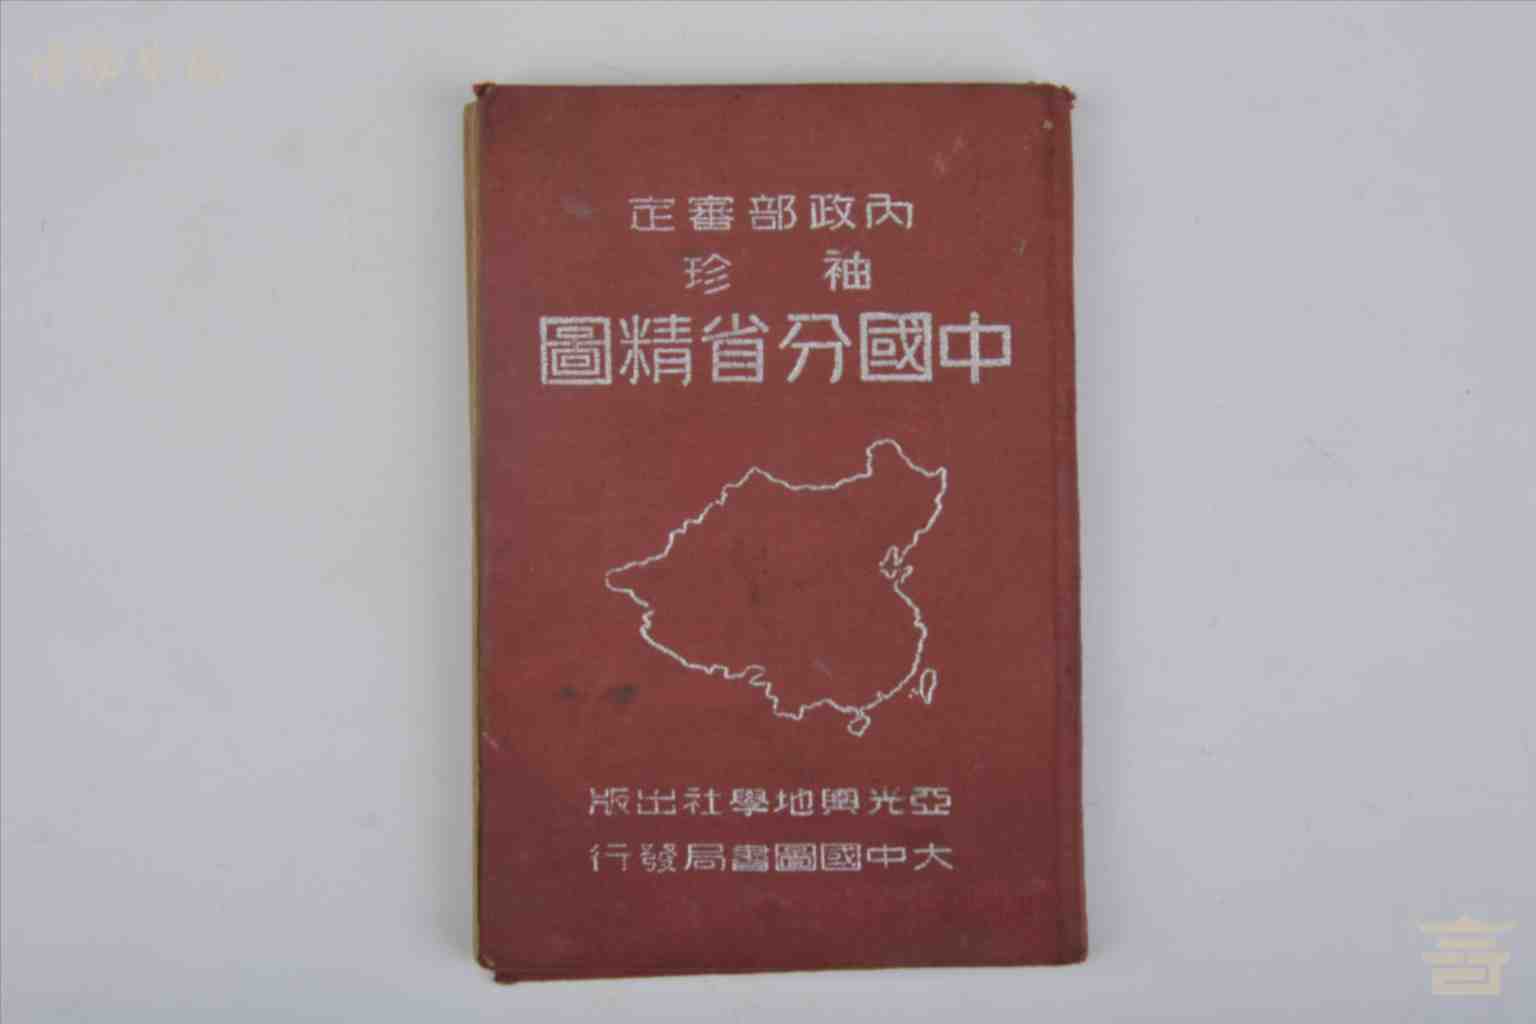 內政部審定
袖珍
中國分省精圖
亞光輿地學社出版
大中國圖書局發行